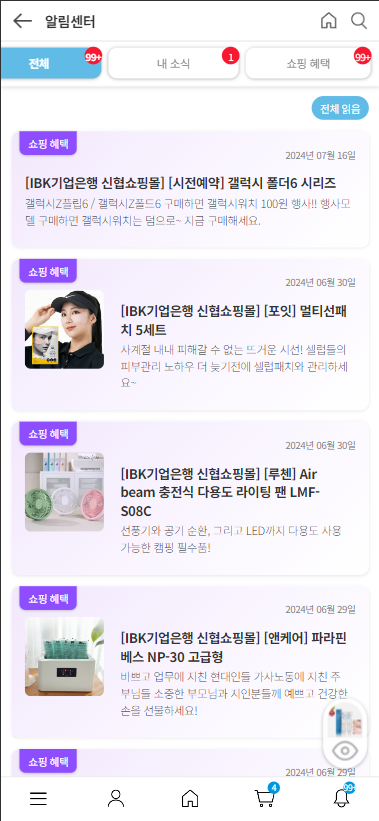 알림센터
전체
99+
내 소식
1
쇼핑 혜택
99+
전체 읽음
쇼핑 혜택
2024년 07월 16일
[IBK기업은행 신협쇼핑몰] [시전예약] 갤럭시 폴더6 시리즈
갤럭시Z플립6 / 갤럭시Z폴드6 구매하면 갤럭시워치 100원 행사!! 행사모
델 구매하면 갤럭시워치는 덤으로~ 지금 구매해세요.
쇼핑 혜택
2024년 06월 30일
[IBK기업은행 신협쇼핑몰] [포잇] 멀티선패
치 5세트
사계절 내내 피해갈 수 없는 뜨거운 시선! 셀럽들의
피부관리 노하우 더 늦기전에 셀럽패치와 관리하세
요~
쇼핑 혜택
2024년 06월 30일
[IBK기업은행 신협쇼핑몰] [루첸] Air
beam 충전식 다용도 라이팅 팬 LMF-
S08C
선풍기와 공기 순환, 그리고 LED까지 다용도 사용
가능한 캠핑 필수품!
쇼핑 혜택
2024년 06월 29일
[IBK기업은행 신협쇼핑몰] [앤케어] 파라핀
베스 NP-30 고급형
바쁘고 업무에 지친 현대인들 가사노동에 지친 주
부님들 소중한 부모님과 지인분들께 예쁘고 건강한
손을 선물하세요!
쇼핑 혜택
2024년 06월 29일
4
99+